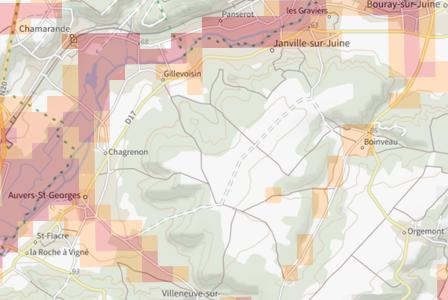 Bouray-sur-Juine
les Graviers
Panserot
Chamarande
Janville-sur-Juine
Gillevoisin
D17
Boinveau
Chagrenon
Auvers-St-Georges
Orgemont
St-Fiacre
la Roche à Vigné
Villeneuve-sur-